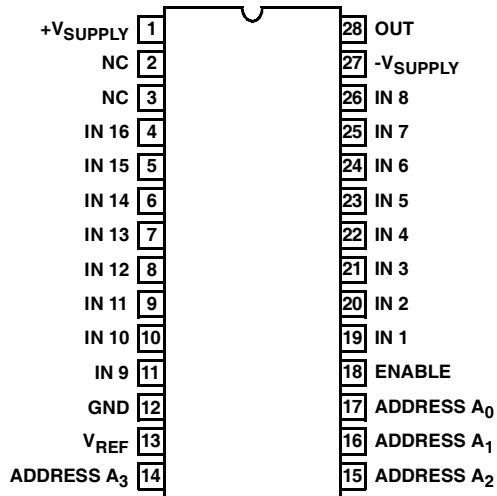 +VSUPPLY 1 28 OUT
NC 2 27 -VSUPPLY
NC 3 26 IN 8
IN 16 4 25 IN 7
IN 15 5 24 IN 6
IN 14 6 23 IN 5
IN 13 7 22 IN 4
IN 12 8 21 IN 3
IN 11 9 20 IN 2
IN 10 10 19 IN 1
IN 9 11 18 ENABLE
GND 12 17 ADDRESS A0
VREF 13 16 ADDRESS A1
ADDRESS A3 14 15 ADDRESS A2